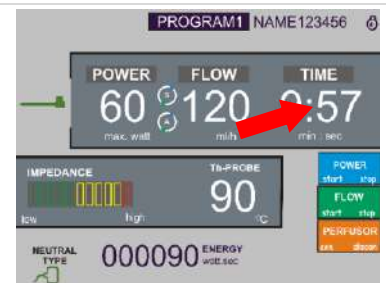 PROGRAM1 NAME123456
POWER FLOW TIME
60 S 120 :57
A
max. watt ml/h min : sec
IMPEDANCE Th-PROBE
90
low high °C
POWER
start stop
FLOW
start stop
PERFUSOR
NEUTRAL
TYPE
000090 ENERGY
watt.sec